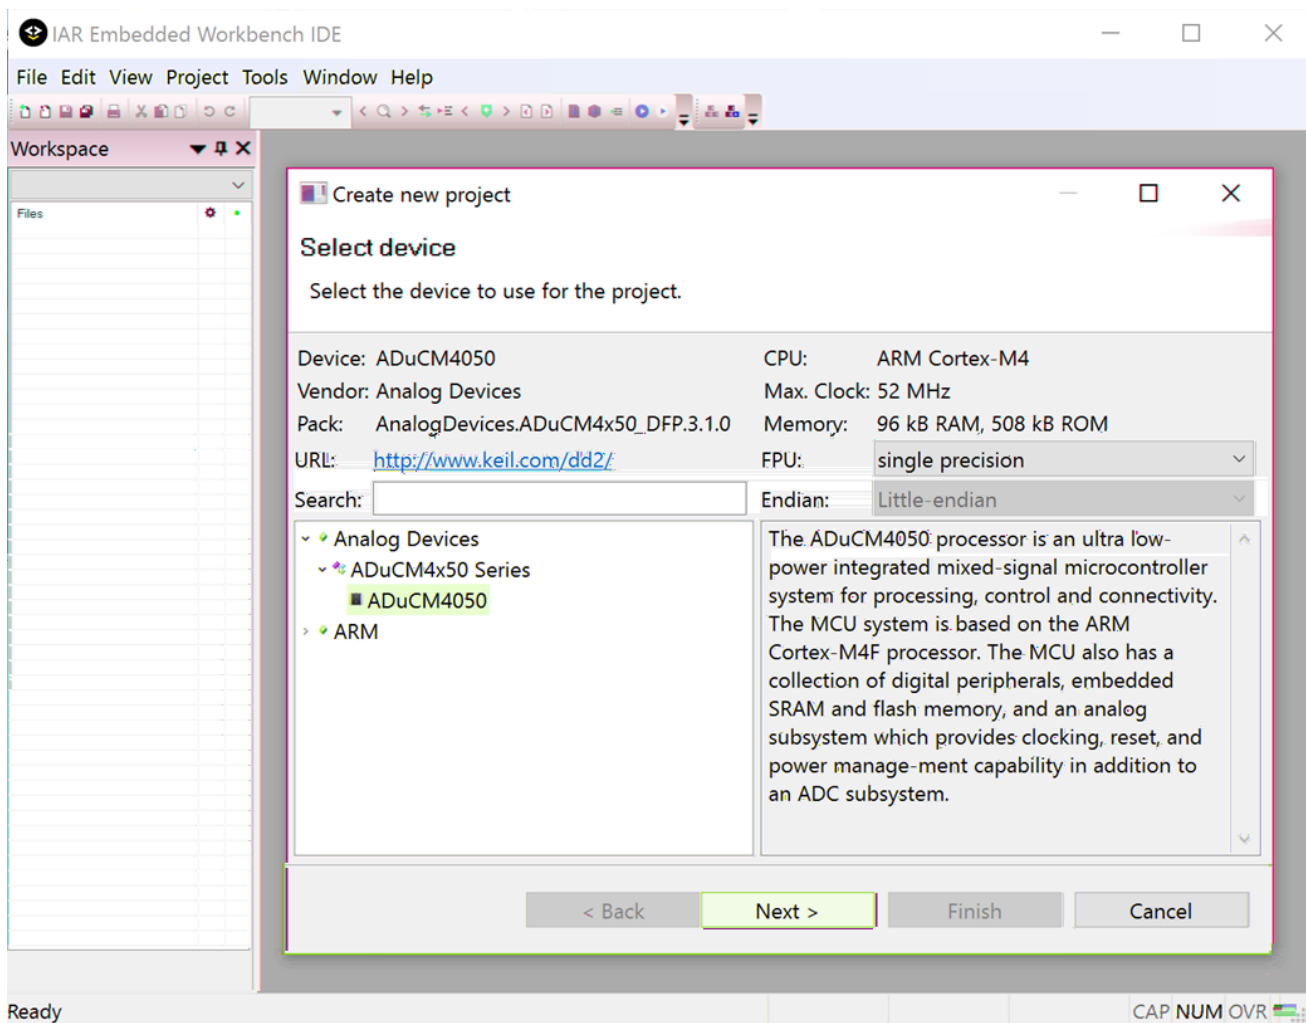 IAR Embedded Workbench IDE
File Edit View Project Tools Window Help
Workspace
Files
Create new project
Select device
Select the device to use for the project.
Device: ADuCM4050 CPU: ARM Cortex-M4
Vendor: Analog Devices Max. Clock: 52 MHz
Pack: AnalogDevices.ADuCM4x50_DFP.3.1.0 Memory: 96 kB RAM, 508 kB ROM
URL: http://www.keil.com/dd2/ FPU: single precision
Search: Endian: Little-endian
Analog Devices
ADuCM4x50 Series
ADuCM4050
ARM
The ADuCM4050 processor is an ultra low-
power integrated mixed-signal microcontroller
system for processing, control and connectivity.
The MCU system is based on the ARM
Cortex-M4F processor. The MCU also has a
collection of digital peripherals, embedded
SRAM and flash memory, and an analog
subsystem which provides clocking, reset, and
power manage-ment capability in addition to
an ADC subsystem.
< Back Next > Finish Cancel
Ready CAP NUM OVR